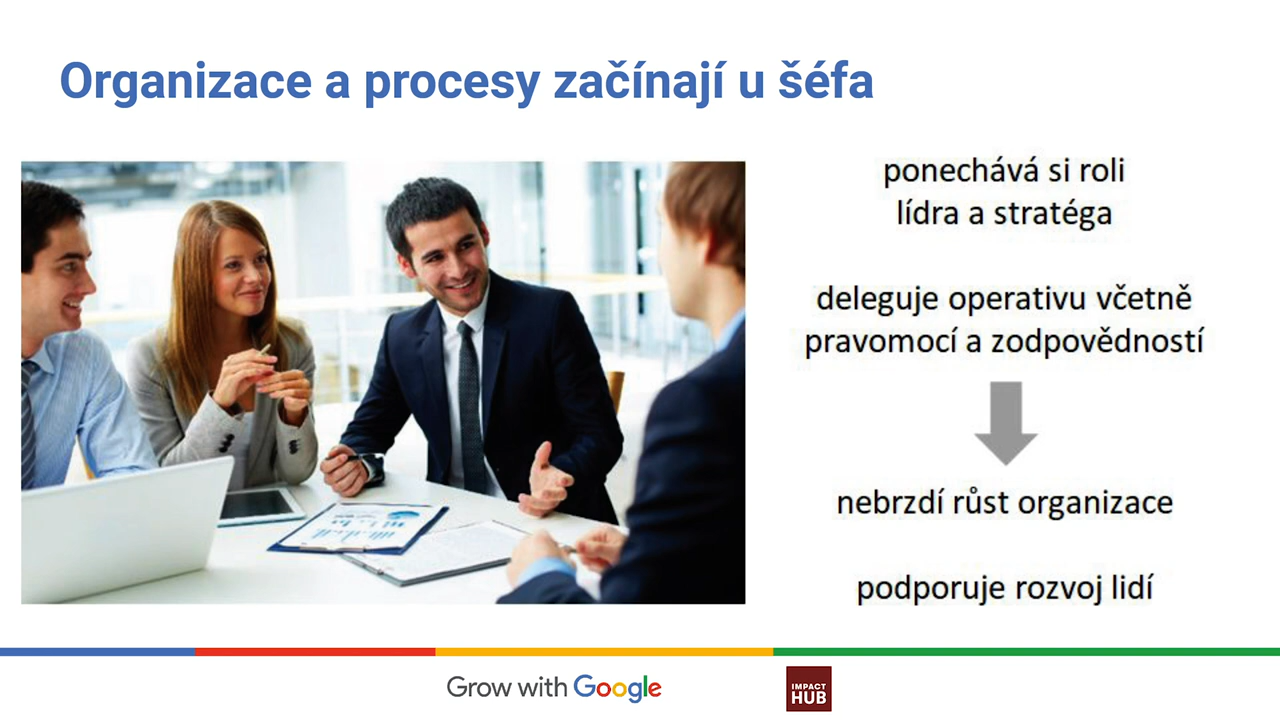 Organizace a procesy začínají u šéfa
ponechává si roli
lídra a stratéga
deleguje operativu včetně
pravomocí a zodpovědností
nebrzdí růst organizace
podporuje rozvoj lidí
Grow with Google
IMPACT
HUB